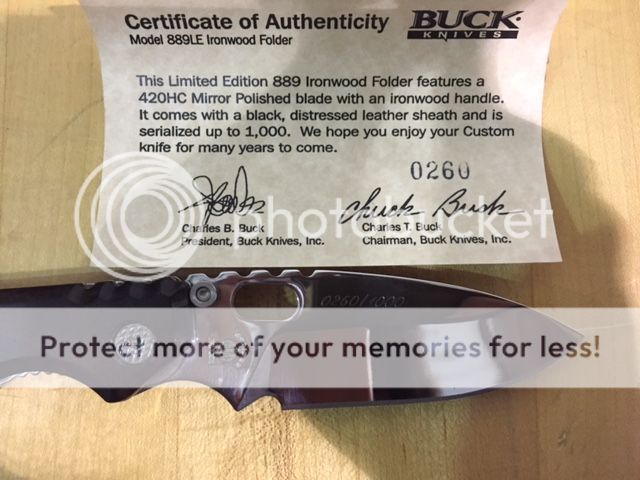 Certificate of Authenticity
BUCK
KNIVES
Model 889LE Ironwood Folder
This Limited Edition 889 Ironwood Folder features a
420HC Mirror Polished blade with an ironwood handle.
It comes with a black, distressed leather sheath and is
serialized up to 1,000. We hope you enjoy your Custom
knife for many years to come.
0260
Chuck Buck
Charles B. Buck
President, Buck Knives, Inc.
Charles T. Buck
Chairman, Buck Knives, Inc.
photobucket
0260/1000
Protect more of your memories for less!